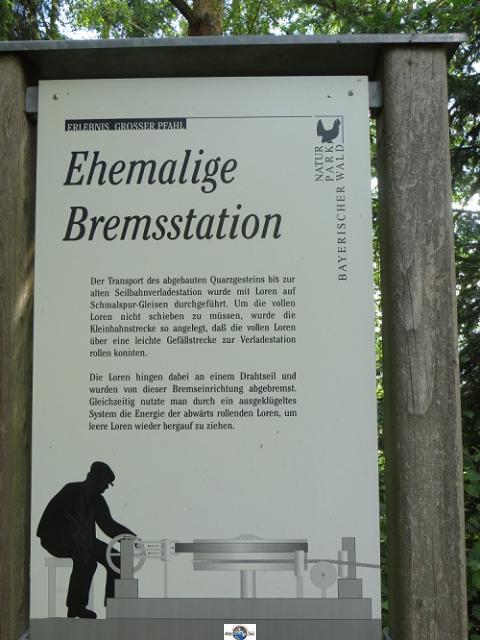 ERLEBNIS GROSSER PFAHL
NATUR
PARK
BAYERISCHER WALD
Ehemalige
Bremsstation
Der Transport des abgebauten Quarzgesteins bis zur
alten Seilbahnverladestation wurde mit Loren auf
Schmalspur-Gleisen durchgeführt. Um die vollen
Loren nicht schieben zu müssen, wurde die
Kleinbahnstrecke so angelegt, daß die vollen Loren
über eine leichte Gefällstrecke zur Verladestation
rollen konnten.
Die Loren hingen dabei an einem Drahtseil und
wurden von dieser Bremseinrichtung abgebremst.
Gleichzeitig nutzte man durch ein ausgeklügeltes
System die Energie der abwärts rollenden Loren, um
leere Loren wieder bergauf zu ziehen.